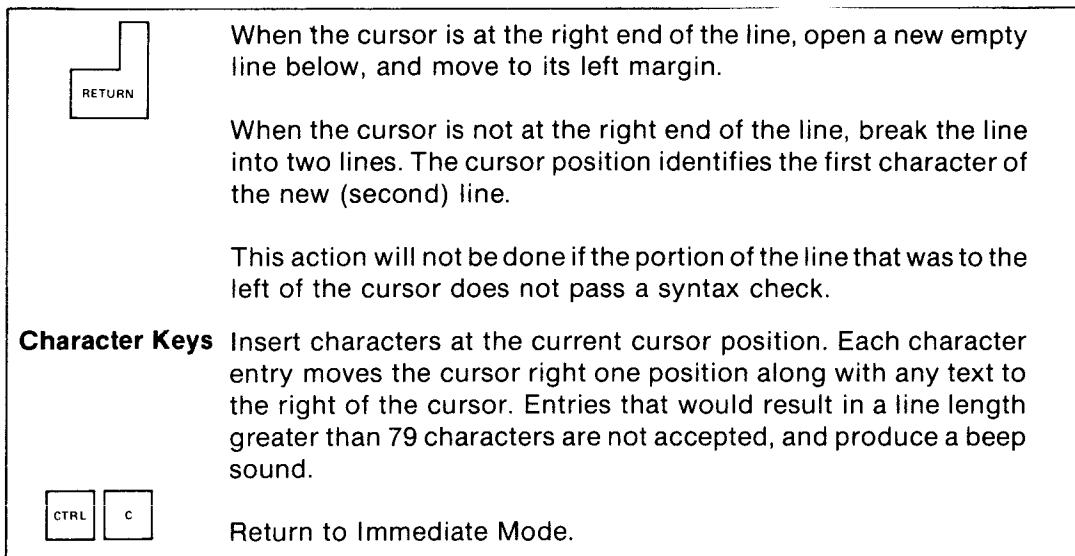 When the cursor is at the right end of the line, open a new empty
line below, and move to its left margin.
RETURN
When the cursor is not at the right end of the line, break the line
into two lines. The cursor position identifies the first character of
the new (second) line.
This action will not be done if the portion of the line that was to the
left of the cursor does not pass a syntax check.
Character Keys Insert characters at the current cursor position. Each character
entry moves the cursor right one position along with any text to
the right of the cursor. Entries that would result in a line length
greater than 79 characters are not accepted, and produce a beep
sound.
CTRL C
Return to Immediate Mode.